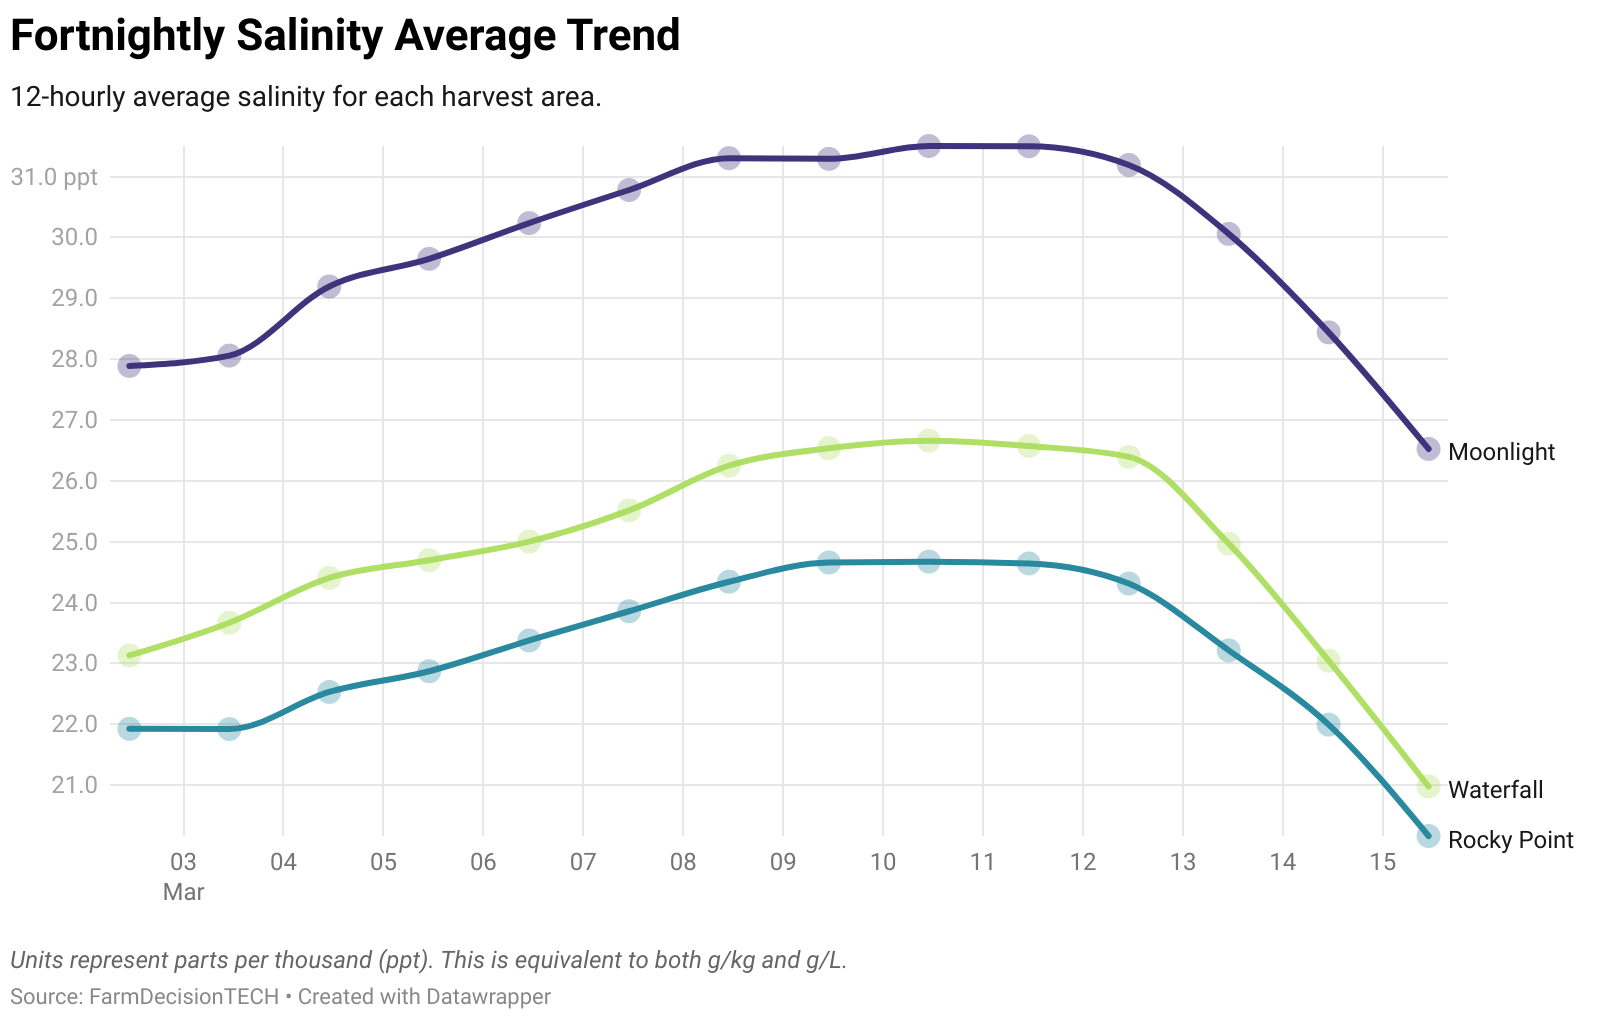 Fortnightly Salinity Average Trend
12-hourly average salinity for each harvest area.
31.0 ppt
30.0
29.0
28.0
27.0
26.0
25.0
24.0
23.0
22.0
21.0
Moonlight
Waterfall
Rocky Point
03 04 05 06 07 08 09 10 11 12 13 14 15
Mar
Units represent parts per thousand (ppt). This is equivalent to both g/kg and g/L.
Source: FarmDecisionTECH • Created with Datawrapper